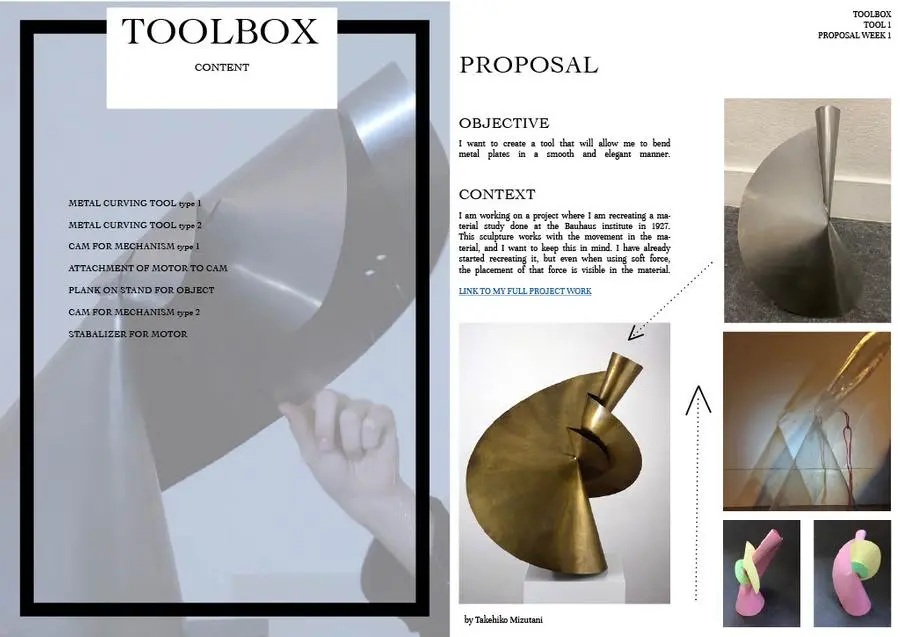 TOOLBOX
CONTENT
METAL CURVING TOOL type 1
METAL CURVING TOOL type 2
CAM FOR MECHANISM type 1
ATTACHMENT OF MOTOR TO CAM
PLANK ON STAND FOR OBJECT
CAM FOR MECHANISM type 2
STABALIZER FOR MOTOR
TOOLBOX
TOOL 1
PROPOSAL WEEK 1
PROPOSAL
OBJECTIVE
I want to create a tool that will allow me to bend
metal plates in a smooth and elegant manner.
CONTEXT
I am working on a project where I am recreating a ma-
terial study done at the Bauhaus institute in 1927.
This sculpture works with the movement in the ma-
terial, and I want to keep this in mind. I have already
started recreating it, but even when using soft force,
the placement of that force is visible in the material.
LINK TO MY FULL PROJECT WORK
by Takehiko Mizutani